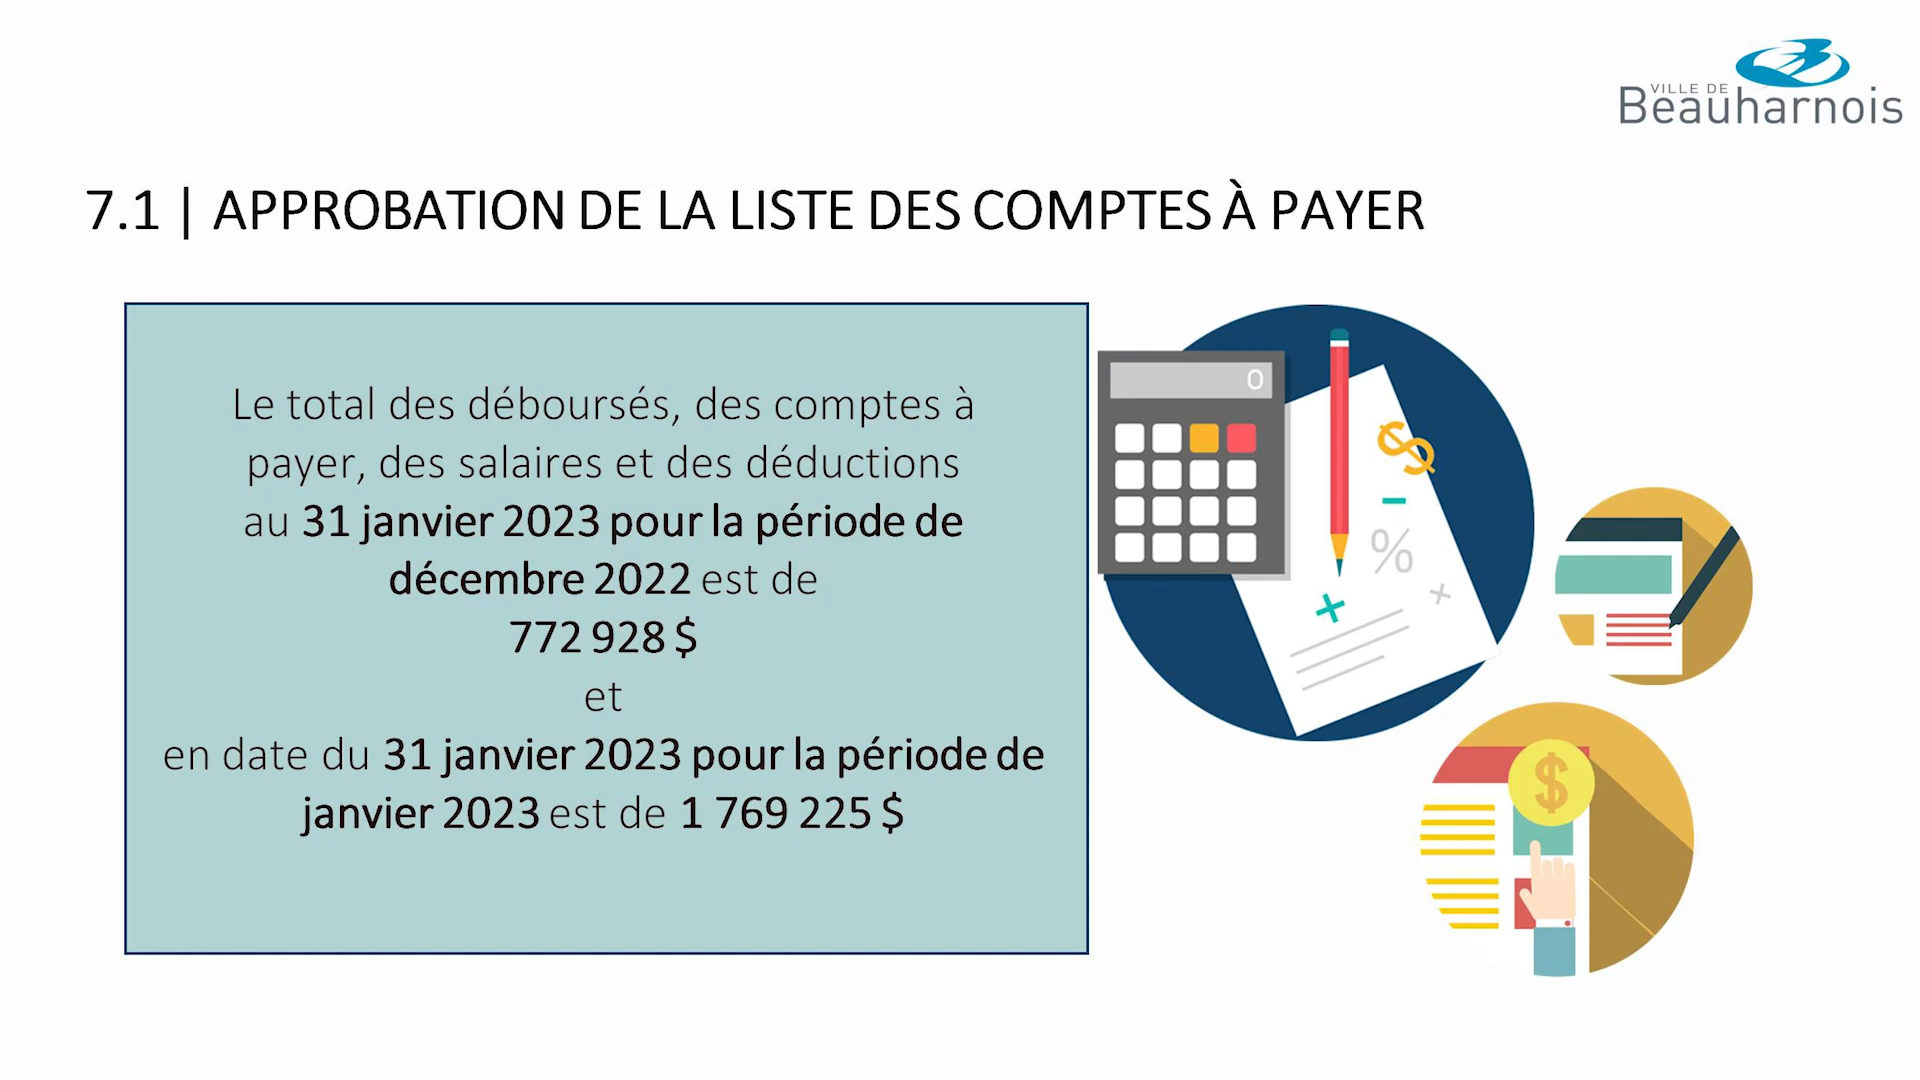 VILLE DE
Beauharnois
7.1 | APPROBATION DE LA LISTE DES COMPTES À PAYER
Le total des déboursés, des comptes à
payer, des salaires et des déductions
au 31 janvier 2023 pour la période de
décembre 2022 est de
772 928 $
et
en date du 31 janvier 2023 pour la période de
janvier 2023 est de 1 769 225 $
0
$
%
$